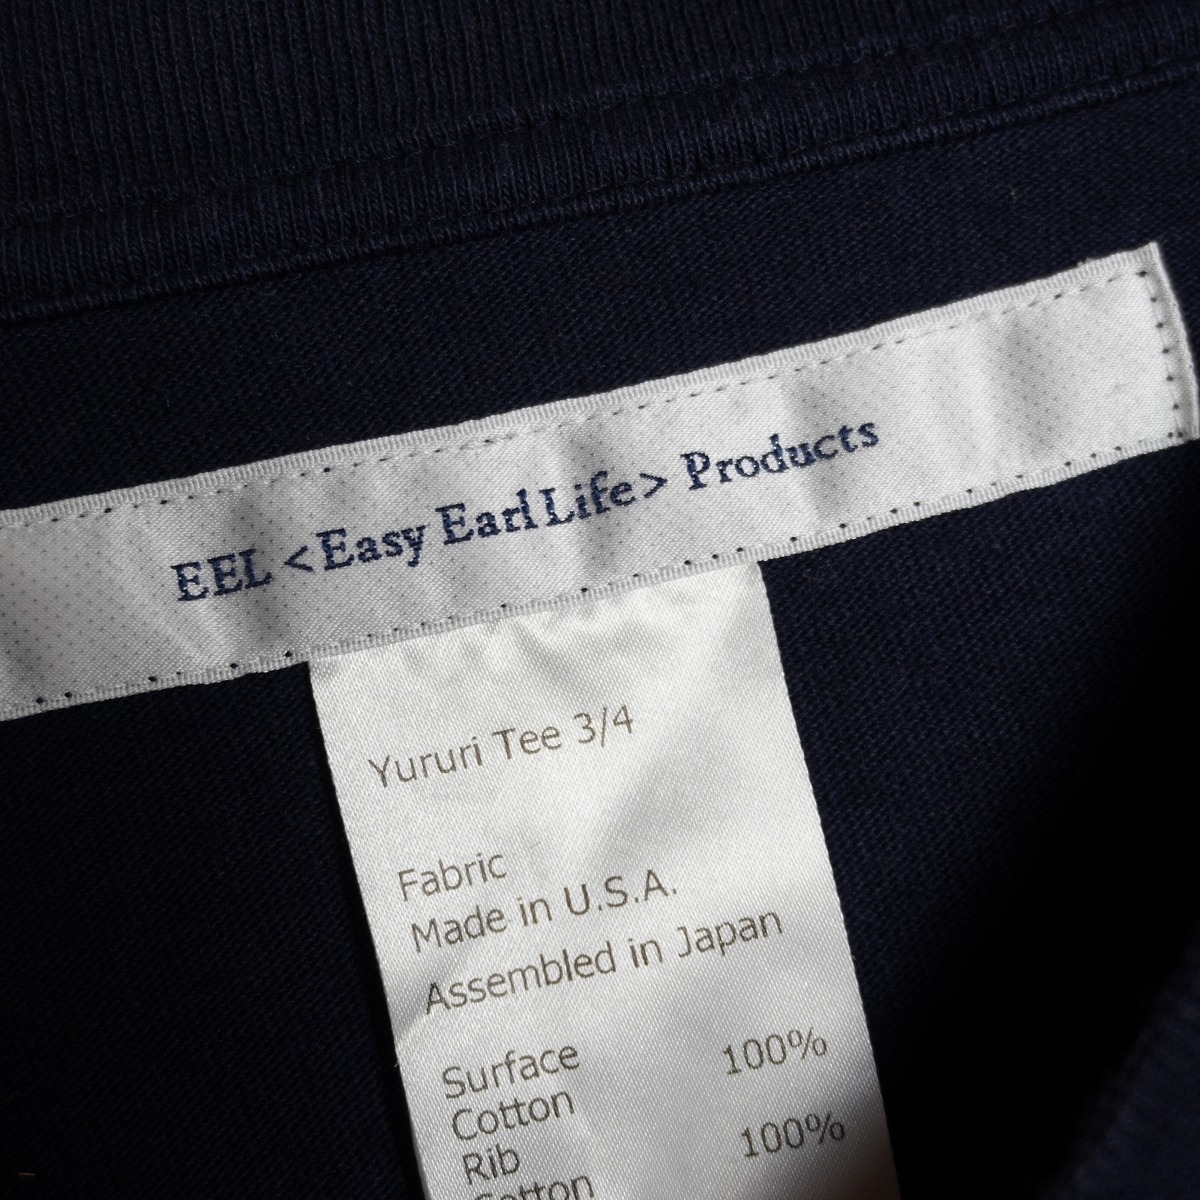 EEL <Easy Earl Life> Products
Yururi Tee 3/4
Fabric
Made in U.S.A.
Assembled in Japan
Surface 100%
Cotton
Rib 100%
Cotton